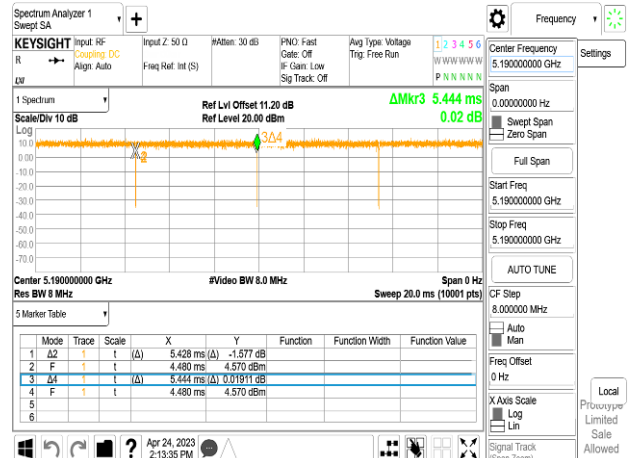 Spectrum Analyzer 1
Swept SA
Frequency
KEYSIGHT
R
LXI
Input: RF
Coupling: DC
Align: Auto
Input Z: 50 Ω
Freq Ref: Int (S)
#Atten: 30 dB
PNO: Fast
Gate: Off
IF Gain: Low
Sig Track: Off
Avg Type: Voltage
Trig: Free Run
1 2 3 4 5 6
W W W W W W
P N N N N N
Center Frequency
5.190000000 GHz
Settings
Span
0.00000000 Hz
Swept Span
Zero Span
Full Span
Start Freq
5.190000000 GHz
Stop Freq
5.190000000 GHz
AUTO TUNE
CF Step
8.000000 MHz
Auto
Man
Freq Offset
0 Hz
X Axis Scale
Log
Lin
Signal Track
(Span Zoom)
Local
Prototype
Limited
Sale
Allowed
1 Spectrum
Scale/Div 10 dB
Log
Ref Lvl Offset 11.20 dB
Ref Level 20.00 dBm
ΔMkr3 5.444 ms
0.02 dB
10.0
0.00
-10.0
-20.0
-30.0
-40.0
-50.0
-60.0
-70.0
3Δ4
2
Center 5.190000000 GHz
Res BW 8 MHz
#Video BW 8.0 MHz
Span 0 Hz
Sweep 20.0 ms (10001 pts)
5 Marker Table
Mode Trace Scale X Y Function Function Width Function Value
1 Δ2 1 t (Δ) 5.428 ms (Δ) -1.577 dB
2 F 1 t 4.480 ms 4.570 dBm
3 Δ4 1 t (Δ) 5.444 ms (Δ) 0.01911 dB
4 F 1 t 4.480 ms 4.570 dBm
5
6
?
Apr 24, 2023
2:13:35 PM